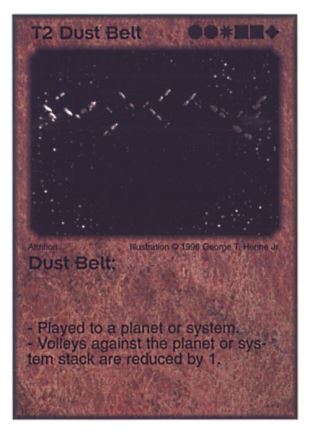 T2 Dust Belt
Attrition
Illustration © 1996 George T. Henne Jr.
Dust Belt:
- Played to a planet or system.
- Volleys against the planet or sys-
tem stack are reduced by 1.